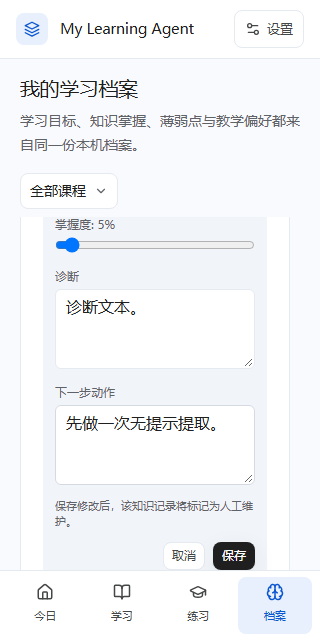 My Learning Agent
设置
我的学习档案
学习目标、知识掌握、薄弱点与教学偏好都来
自同一份本机档案。
全部课程
掌握度: 5%
诊断
诊断文本。
下一步动作
先做一次无提示提取。
保存修改后，该知识记录将标记为人工维
护。
取消
保存
今日
学习
练习
档案